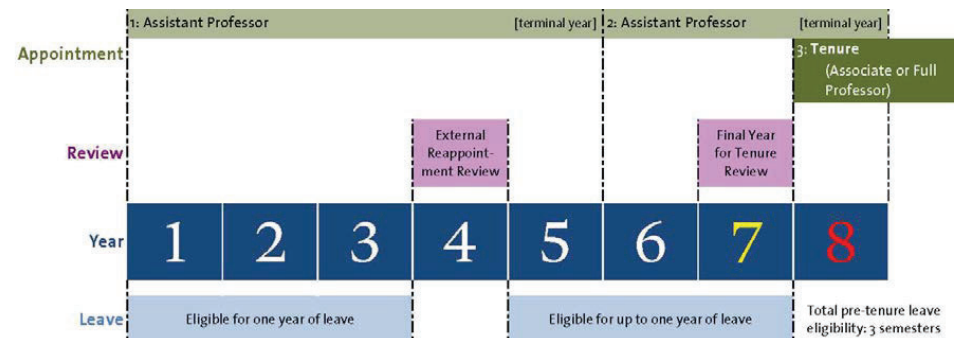 1: Assistant Professor [terminal year] 2: Assistant Professor [terminal year]
Appointment
3: Tenure
(Associate or Full
Professor)
Review
External
Reappoint-
ment Review
Final Year
for Tenure
Review
Year 1 2 3 4 5 6 7 8
Leave
Eligible for one year of leave
Eligible for up to one year of leave
Total pre-tenure leave
eligibility: 3 semesters